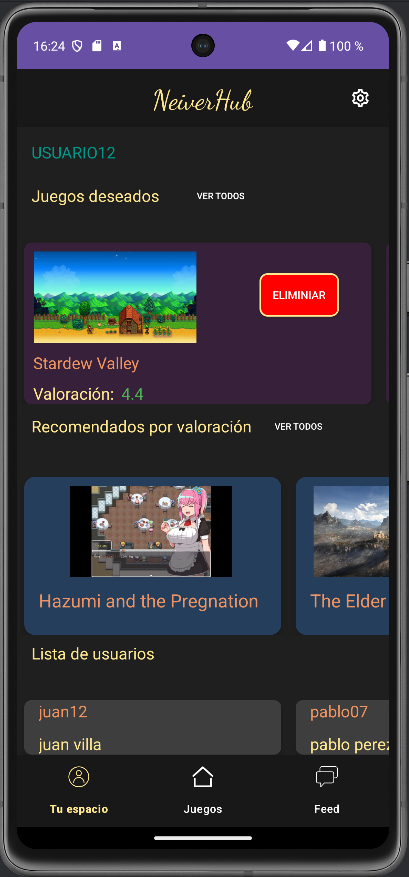 16:24 100 %
NeiverHub
USUARIO12
Juegos deseados VER TODOS
ELIMINIAR
Stardew Valley
Valoración: 4.4
Recomendados por valoración VER TODOS
Hazumi and the Pregnation The Elder
Lista de usuarios
juan12 pablo07
juan villa pablo perez
Tu espacio Juegos Feed